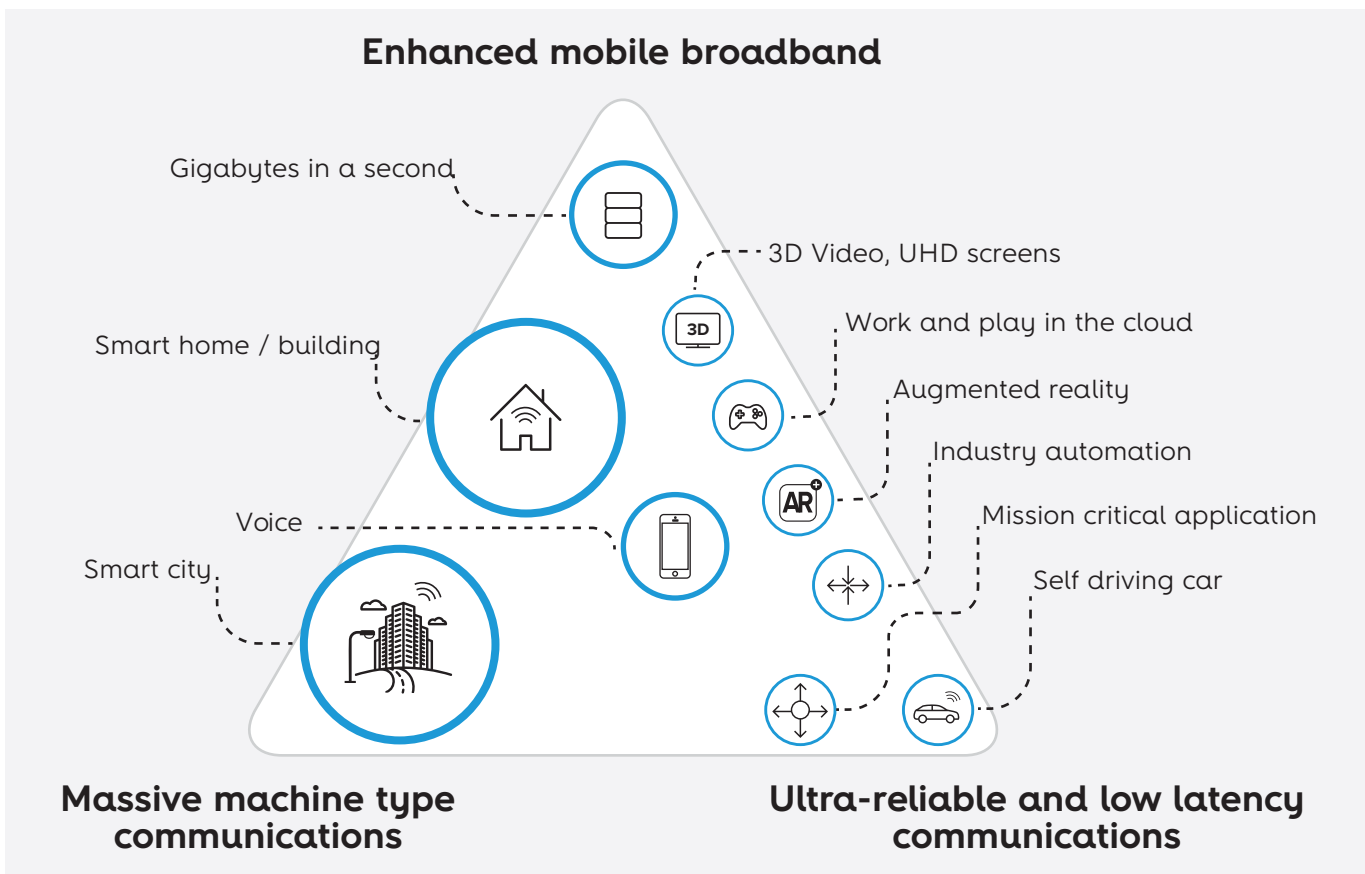 Enhanced mobile broadband
Gigabytes in a second
3D Video, UHD screens
3D
Work and play in the cloud
Smart home / building
Augmented reality
Industry automation
AR
Mission critical application
Voice
Smart city
Self driving car
Massive machine type
communications
Ultra-reliable and low latency
communications